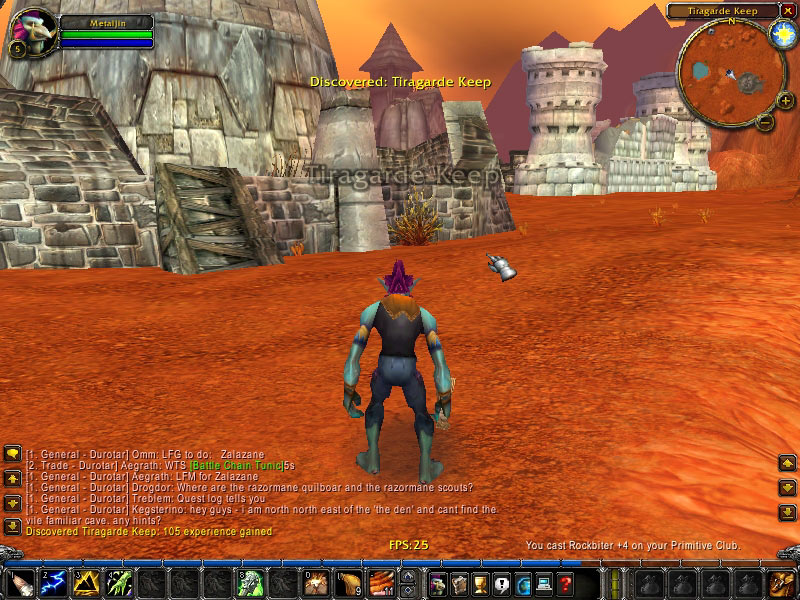 Metaljin
5
Tiragarde Keep
N
Discovered: Tiragarde Keep
Tiragarde Keep
[1. General - Durotar] Omm: LFG to do: Zalazane
[2. Trade - Durotar] Aegrath: WTS [Battle Chain Tunic]5s
[1. General - Durotar] Aegrath: LFM for Zalazane
[1. General - Durotar] Drogdor: Where are the razormane quilboar and the razormane scouts?
[1. General - Durotar] Treblem: Quest log tells you
[1. General - Durotar] Kegsterino: hey guys - I am north north east of the 'the den' and cant find the
vile familiar cave. any hints?
Discovered Tiragarde Keep: 105 experience gained
FPS:25
You cast Rockbiter +4 on your Primitive Club.